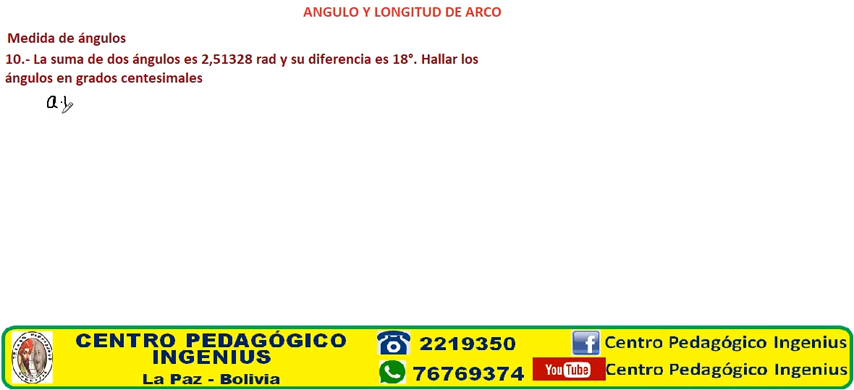 ANGULO Y LONGITUD DE ARCO
Medida de ángulos
10.- La suma de dos ángulos es 2,51328 rad y su diferencia es 18°. Hallar los
ángulos en grados centesimales
a
CENTRO PEDAGÓGICO
INGENIUS
La Paz - Bolivia
2219350
76769374
Centro Pedagógico Ingenius
YouTube Centro Pedagógico Ingenius